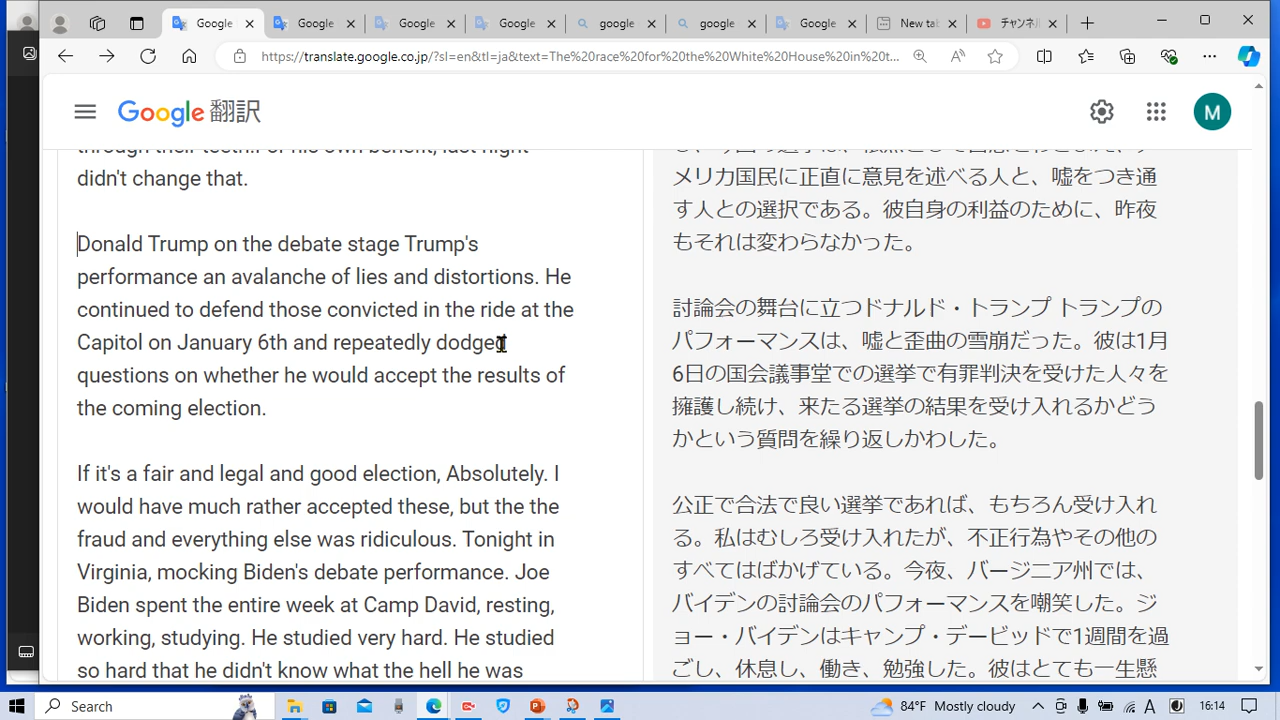 Google
Google
Google
Google
google
google
Google
New tab
チャンネル
https://translate.google.co.jp/?sl=en&tl=ja&text=The%20race%20for%20the%20White%20House%20in%20t...
Google 翻訳
M
through their teeth. For his own benefit, last night
didn't change that.
Donald Trump on the debate stage Trump's
performance an avalanche of lies and distortions. He
continued to defend those convicted in the ride at the
Capitol on January 6th and repeatedly dodged
questions on whether he would accept the results of
the coming election.
If it's a fair and legal and good election, Absolutely. I
would have much rather accepted these, but the the
fraud and everything else was ridiculous. Tonight in
Virginia, mocking Biden's debate performance. Joe
Biden spent the entire week at Camp David, resting,
working, studying. He studied very hard. He studied
so hard that he didn't know what the hell he was
メリカ国民に正直に意見を述べる人と、嘘をつき通
す人との選択である。彼自身の利益のために、昨夜
もそれは変わらなかった。
討論会の舞台に立つドナルド・トランプ トランプの
パフォーマンスは、嘘と歪曲の雪崩だった。彼は1月
6日の国会議事堂での選挙で有罪判決を受けた人々を
擁護し続け、来たる選挙の結果を受け入れるかどう
かという質問を繰り返しかわした。
公正で合法で良い選挙であれば、もちろん受け入れ
る。私はむしろ受け入れたが、不正行為やその他の
すべてはばかげている。今夜、バージニア州では、
バイデンの討論会のパフォーマンスを嘲笑した。ジ
ョー・バイデンはキャンプ・デービッドで1週間を過
ごし、休息し、働き、勉強した。彼はとても一生懸
Search
84°F Mostly cloudy
A
16:14